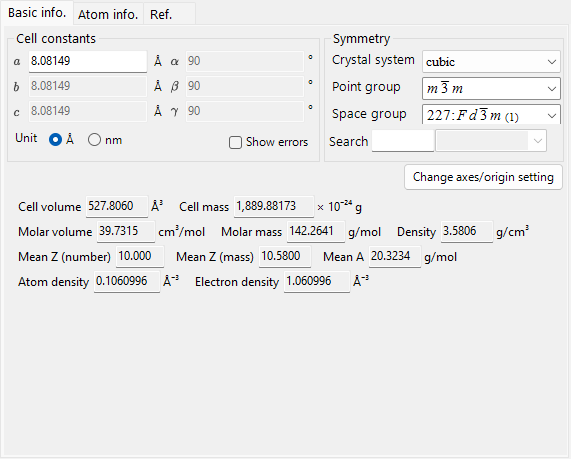 Basic info. Atom info. Ref.
Cell constants
a 8.08149 Å α 90 °
b 8.08149 Å β 90 °
c 8.08149 Å γ 90 °
Unit Å nm Show errors
Symmetry
Crystal system cubic
Point group m 3̅ m
Space group 227: F d 3̅ m (1)
Search
Change axes/origin setting
Cell volume 527.8060 Å³ Cell mass 1,889.88173 × 10⁻²⁴ g
Molar volume 39.7315 cm³/mol Molar mass 142.2641 g/mol Density 3.5806 g/cm³
Mean Z (number) 10.000 Mean Z (mass) 10.5800 Mean A 20.3234 g/mol
Atom density 0.1060996 Å⁻³ Electron density 1.060996 Å⁻³